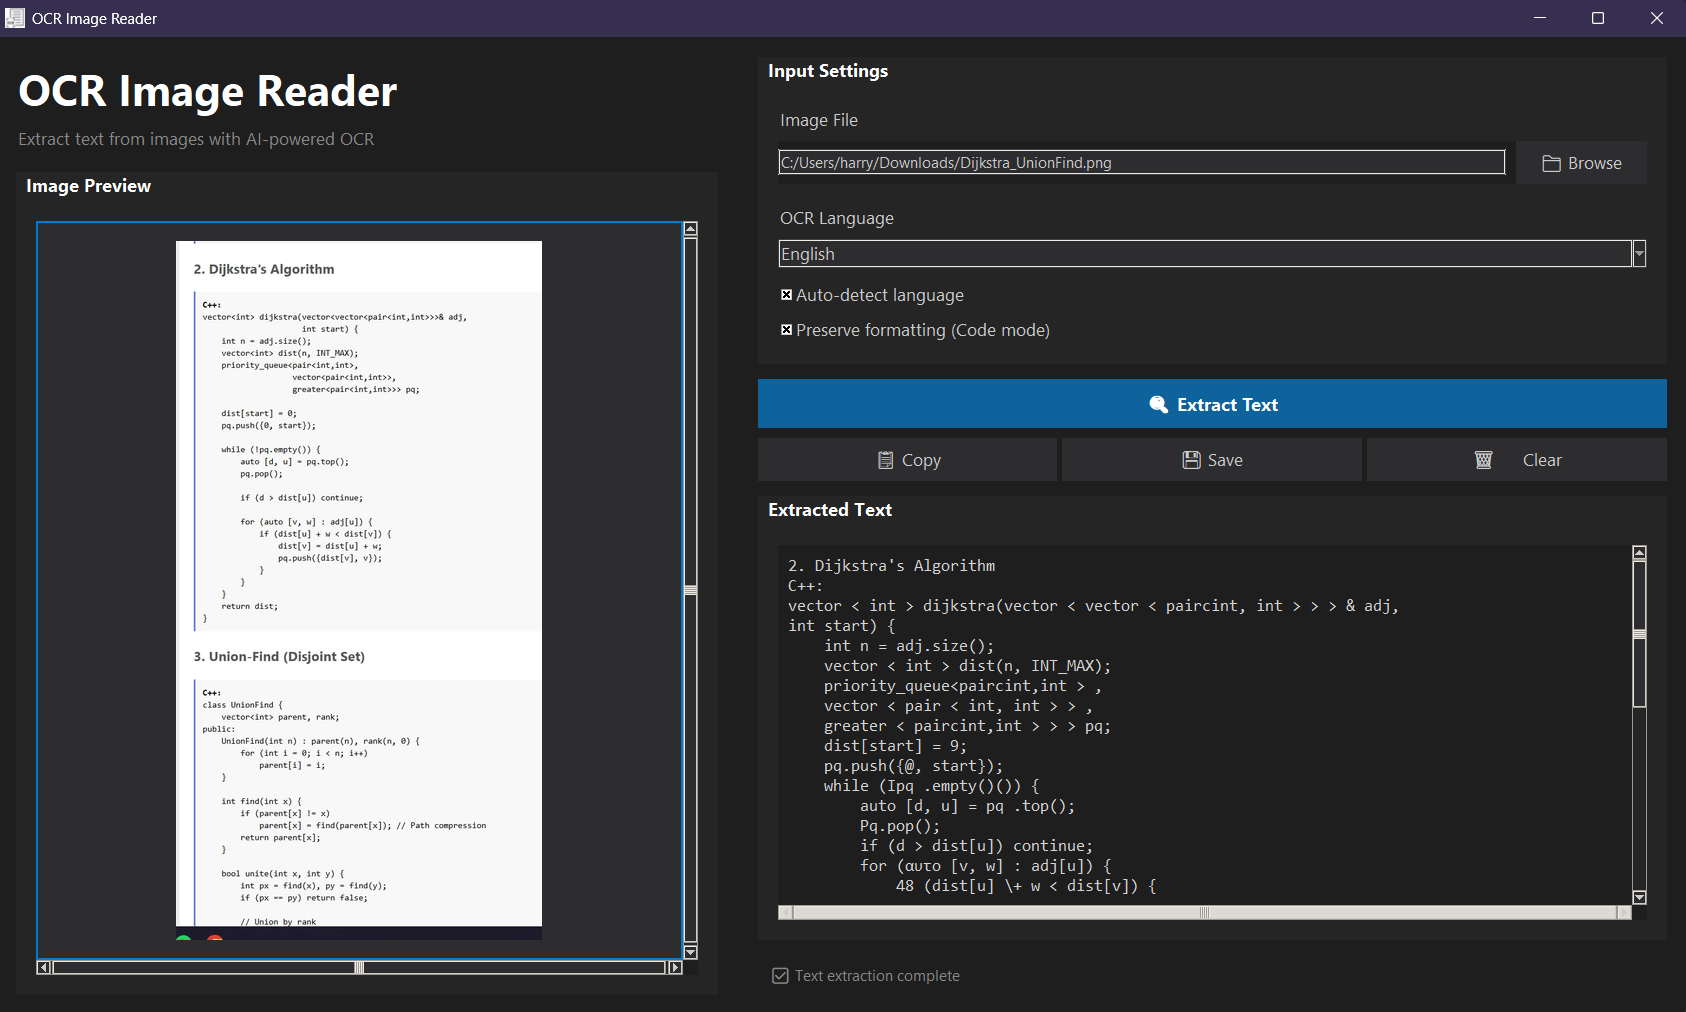 OCR Image Reader
OCR Image Reader
Extract text from images with AI-powered OCR
Image Preview
2. Dijkstra's Algorithm
C++:
vector<int> dijkstra(vector<vector<pair<int,int>>>& adj,
                     int start) {
    int n = adj.size();
    vector<int> dist(n, INT_MAX);
    priority_queue<pair<int,int>,
                   vector<pair<int,int>>,
                   greater<pair<int,int>>> pq;
    dist[start] = 0;
    pq.push({0, start});
    while (!pq.empty()) {
        auto [d, u] = pq.top();
        pq.pop();
        if (d > dist[u]) continue;
        for (auto [v, w] : adj[u]) {
            if (dist[u] + w < dist[v]) {
                dist[v] = dist[u] + w;
                pq.push({dist[v], v});
            }
        }
    }
    return dist;
}
3. Union-Find (Disjoint Set)
C++:
class UnionFind {
    vector<int> parent, rank;
public:
    UnionFind(int n) : parent(n), rank(n, 0) {
        for (int i = 0; i < n; i++)
            parent[i] = i;
    }
    int find(int x) {
        if (parent[x] != x)
            parent[x] = find(parent[x]); // Path compression
        return parent[x];
    }
    bool unite(int x, int y) {
        int px = find(x), py = find(y);
        if (px == py) return false;
        // Union by rank
Input Settings
Image File
C:/Users/harry/Downloads/Dijkstra_UnionFind.png
Browse
OCR Language
English
Auto-detect language
Preserve formatting (Code mode)
Extract Text
Copy
Save
Clear
Extracted Text
2. Dijkstra's Algorithm
C++:
vector < int > dijkstra(vector < vector < paircint, int > > > & adj,
int start) {
    int n = adj.size();
    vector < int > dist(n, INT_MAX);
    priority_queue<paircint,int > ,
    vector < pair < int, int > > ,
    greater < paircint,int > > > pq;
    dist[start] = 9;
    pq.push({@, start});
    while (Ipq .empty()()) {
        auto [d, u] = pq .top();
        Pq.pop();
        if (d > dist[u]) continue;
        for (αυτο [v, w] : adj[u]) {
            48 (dist[u] \+ w < dist[v]) {
Text extraction complete